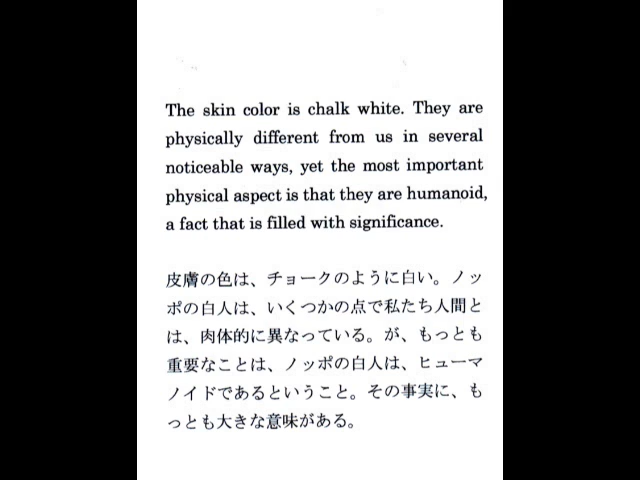 The skin color is chalk white. They are
physically different from us in several
noticeable ways, yet the most important
physical aspect is that they are humanoid,
a fact that is filled with significance.
皮膚の色は、チョークのように白い。ノッ
ポの白人は、いくつかの点で私たち人間と
は、肉体的に異なっている。が、もっとも
重要なことは、ノッポの白人は、ヒューマ
ノイドであるということ。その事実に、も
っとも大きな意味がある。